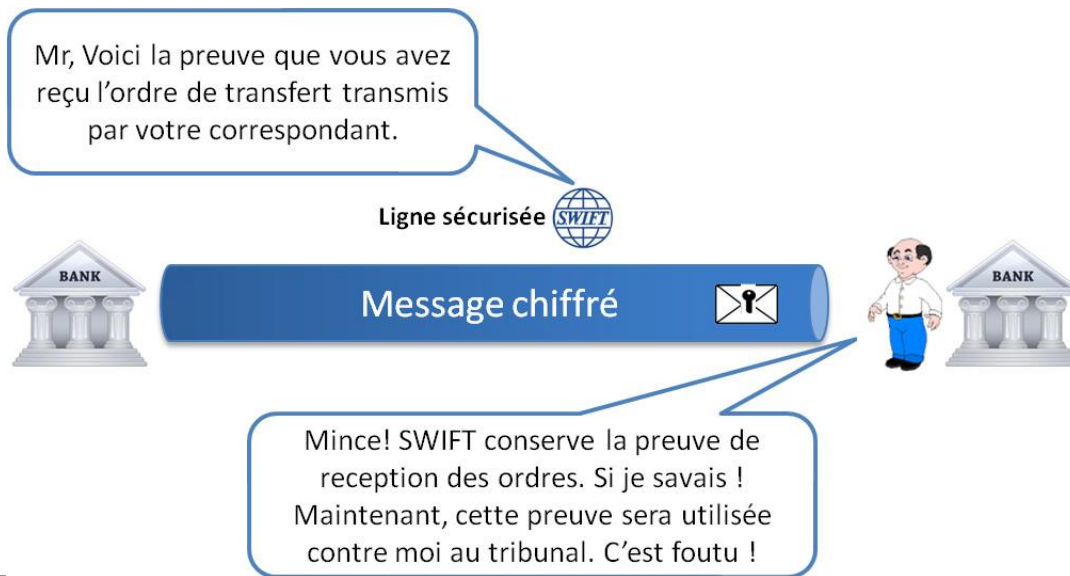 Mr, Voici la preuve que vous avez
reçu l’ordre de transfert transmis
par votre correspondant.
Ligne sécurisée
SWIFT
BANK
Message chiffré
BANK
Mince! SWIFT conserve la preuve de
reception des ordres. Si je savais !
Maintenant, cette preuve sera utilisée
contre moi au tribunal. C’est foutu !